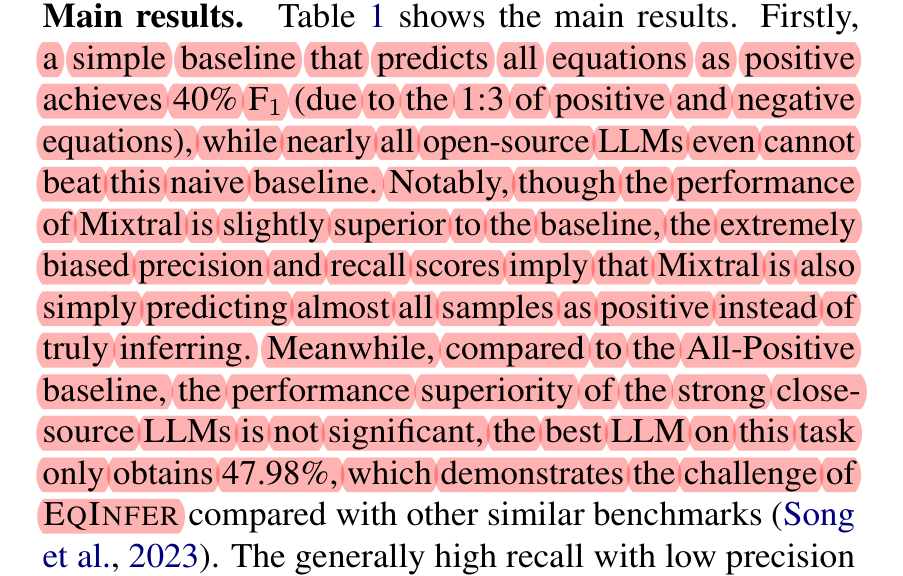 Main results. Table 1 shows the main results. Firstly,
a simple baseline that predicts all equations as positive
achieves 40% F₁ (due to the 1:3 of positive and negative
equations), while nearly all open-source LLMs even cannot
beat this naive baseline. Notably, though the performance
of Mixtral is slightly superior to the baseline, the extremely
biased precision and recall scores imply that Mixtral is also
simply predicting almost all samples as positive instead of
truly inferring. Meanwhile, compared to the All-Positive
baseline, the performance superiority of the strong close-
source LLMs is not significant, the best LLM on this task
only obtains 47.98%, which demonstrates the challenge of
EQINFER compared with other similar benchmarks (Song
et al., 2023). The generally high recall with low precision